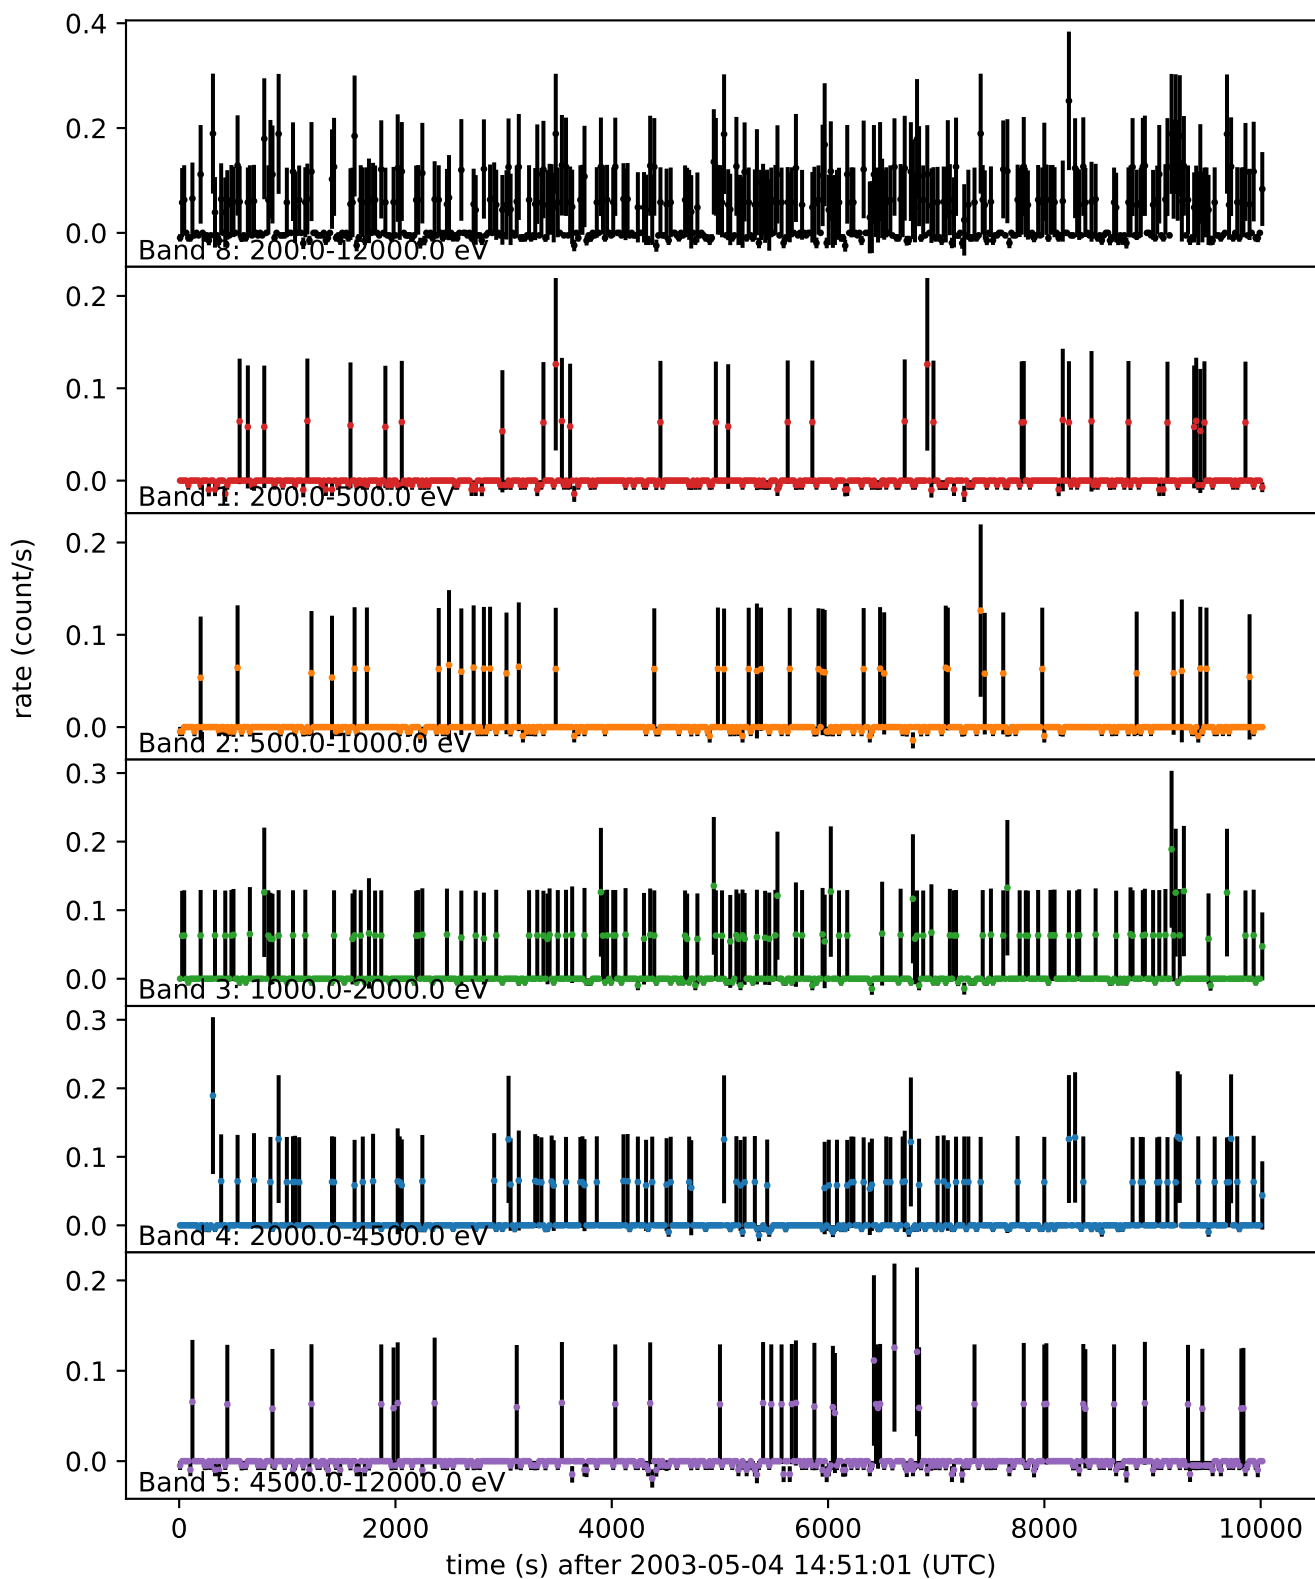 0.4
0.2
0.0
Band 8: 200.0-12000.0 eV
0.2
0.1
0.0
Band 1: 200.0-500.0 eV
0.2
0.1
0.0
Band 2: 500.0-1000.0 eV
rate (count/s)
0.3
0.2
0.1
0.0
Band 3: 1000.0-2000.0 eV
0.3
0.2
0.1
0.0
Band 4: 2000.0-4500.0 eV
0.2
0.1
0.0
Band 5: 4500.0-12000.0 eV
0 2000 4000 6000 8000 10000
time (s) after 2003-05-04 14:51:01 (UTC)